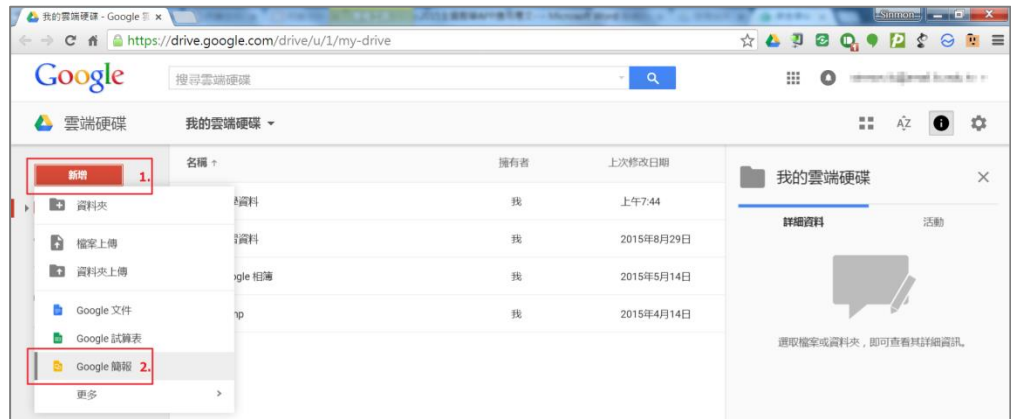 我的雲端硬碟 - Google
Sinmon
https://drive.google.com/drive/u/1/my-drive
Google
搜尋雲端硬碟
雲端硬碟
我的雲端硬碟
AZ
名稱 ↑
擁有者
上次修改日期
我的雲端硬碟
新增
1.
詳細資料
活動
資料夾
資料
我
上午7:44
檔案上傳
資料
我
2015年8月29日
資料夾上傳
ogle 相簿
我
2015年5月14日
Google 文件
我
2015年4月14日
Google 試算表
選取檔案或資料夾，即可查看其詳細資訊。
Google 簡報
2.
更多